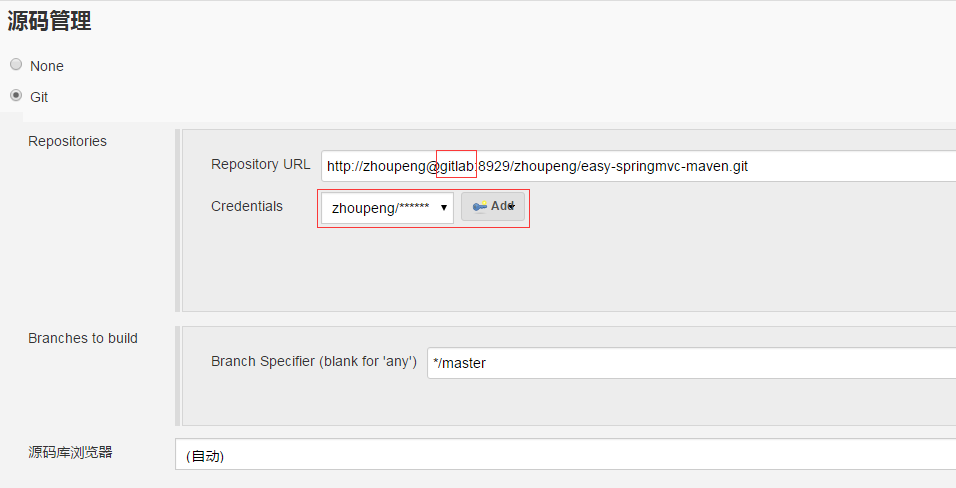 源码管理
None
Git
Repositories
Repository URL http://zhoupeng@gitlab:8929/zhoupeng/easy-springmvc-maven.git
Credentials zhoupeng/****** Add
Branches to build
Branch Specifier (blank for 'any') */master
源码库浏览器 (自动)